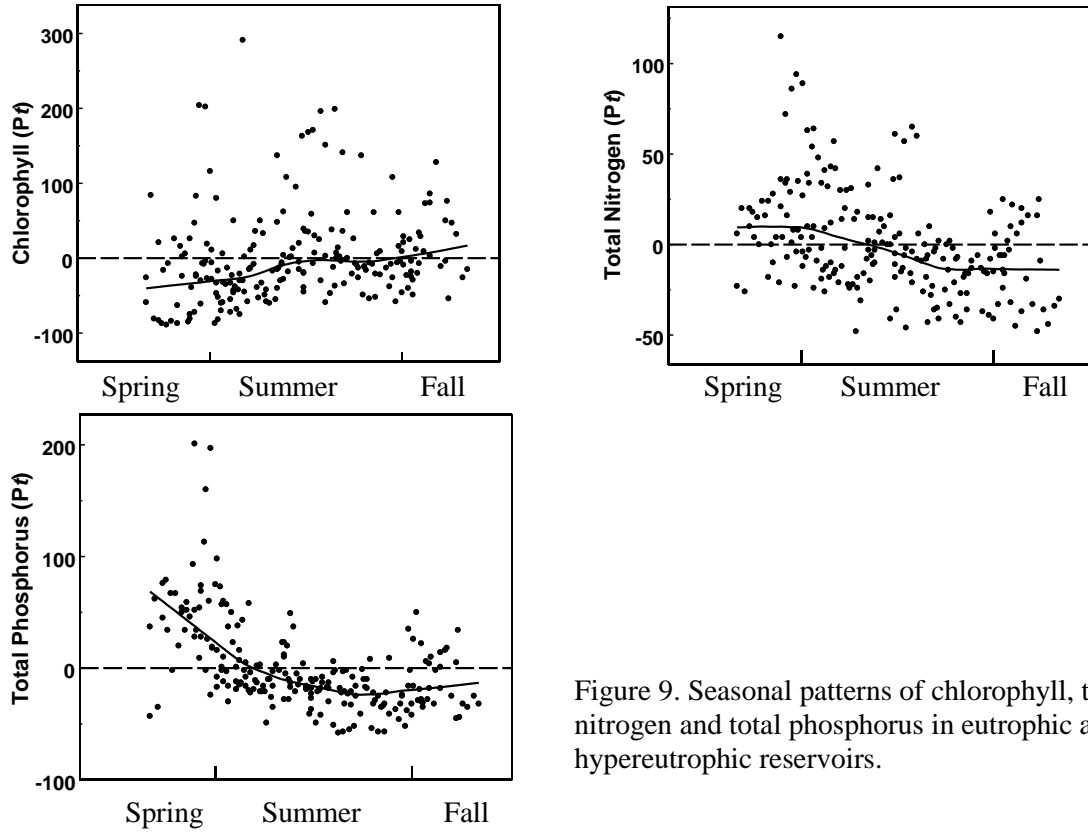 300
200
100
0
-100
Chlorophyll (Pt)
Spring Summer Fall
100
50
0
-50
Total Nitrogen (Pt)
Spring Summer Fall
200
100
0
-100
Total Phosphorus (Pt)
Spring Summer Fall
Figure 9. Seasonal patterns of chlorophyll, t
nitrogen and total phosphorus in eutrophic a
hypereutrophic reservoirs.